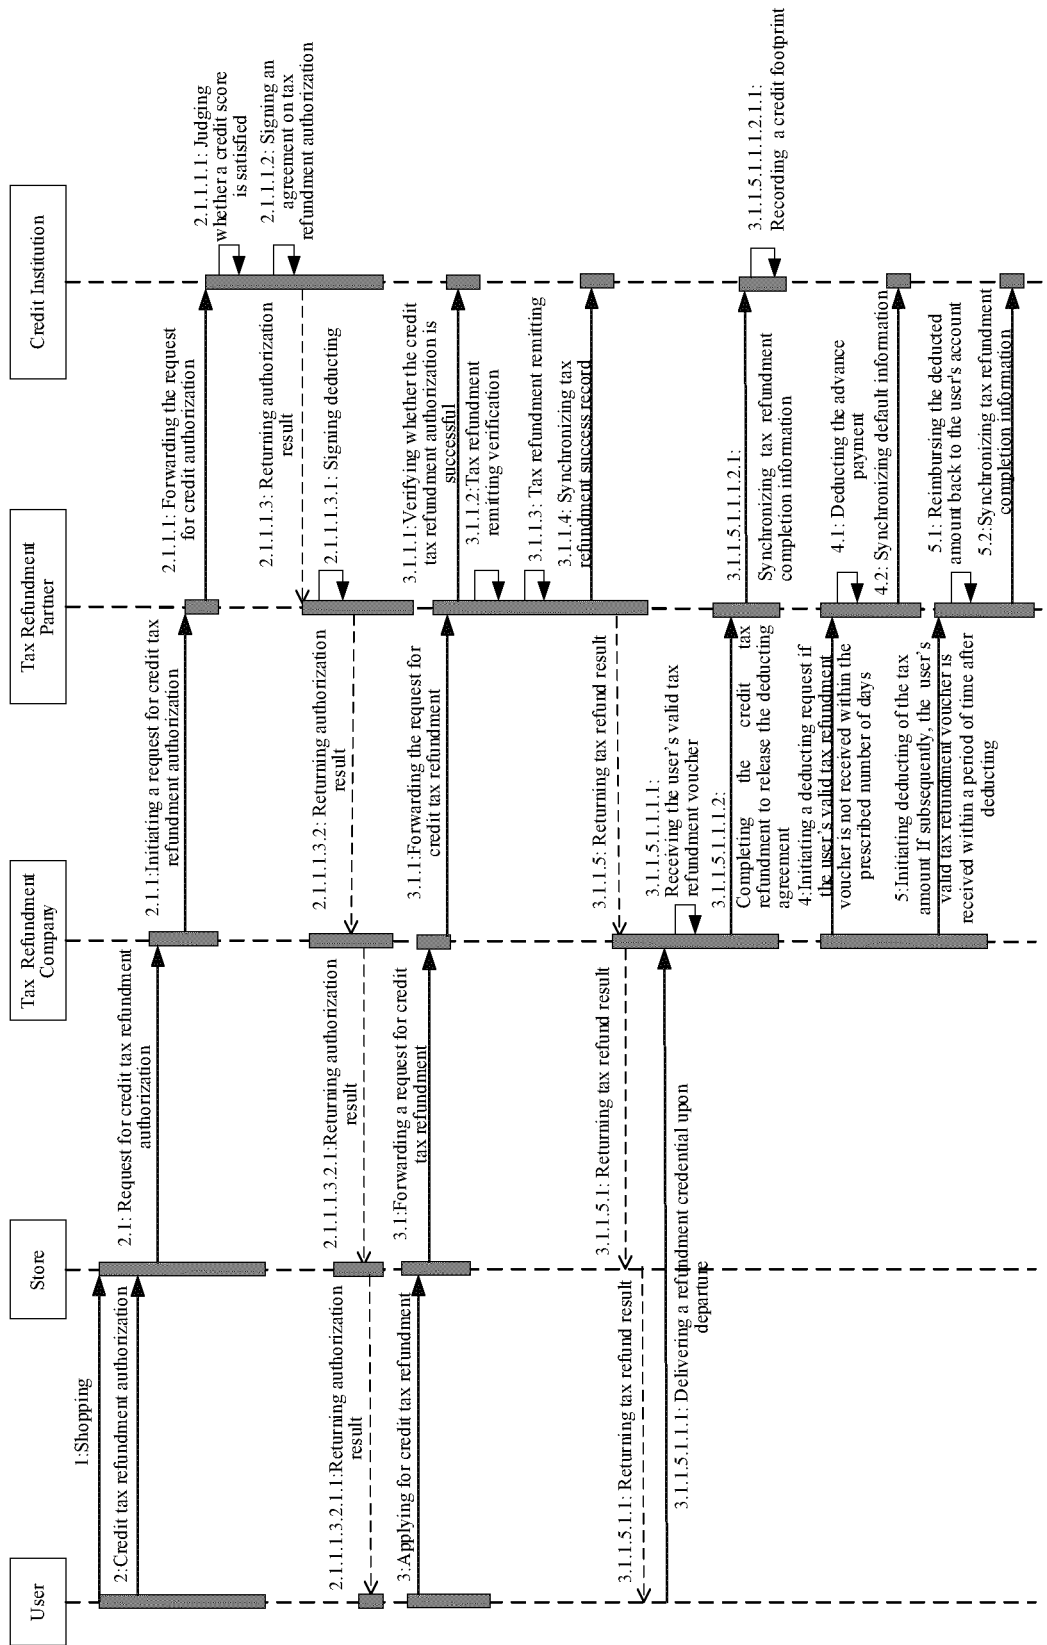 User
Store
Tax Refundment
Company
Tax Refundment
Partner
Credit Institution
1:Shopping
2:Credit tax refundment authorization
2.1: Request for credit tax refundment
authorization
2.1.1:Initiating a request for credit tax
refundment authorization
2.1.1.1: Forwarding the request
for credit authorization
2.1.1.1.1: Judging
whether a credit score
is satisfied
2.1.1.1.2: Signing an
agreement on tax
refundment authorization
2.1.1.1.3: Returning authorization
result
2.1.1.1.3.1: Signing deducting
2.1.1.1.3.2: Returning authorization
result
2.1.1.1.3.2.1:Returning authorization
result
2.1.1.1.3.2.1.1:Returning authorization
result
3:Applying for credit tax refundment
3.1:Forwarding a request for credit
tax refundment
3.1.1:Forwarding the request for
credit tax refundment
3.1.1.1: Verifying whether the credit
tax refundment authorization is
successful
3.1.1.2:Tax refundment
remitting verification
3.1.1.3: Tax refundment remitting
3.1.1.4: Synchronizing tax
refundment success record
3.1.1.5: Returning tax refund result
3.1.1.5.1: Returning tax refund result
3.1.1.5.1.1: Returning tax refund result
3.1.1.5.1.1.1: Delivering a refundment credential upon
departure
3.1.1.5.1.1.1.1:
Receiving the user's valid tax
refundment voucher
3.1.1.5.1.1.1.2:
Completing the credit tax
refundment to release the deducting
agreement
3.1.1.5.1.1.1.2.1:
Synchronizing tax refundment
completion information
3.1.1.5.1.1.1.2.1.1:
Recording a credit footprint
4:Initiating a deducting request if
the user's valid tax refundment
voucher is not received within the
prescribed number of days
4.1: Deducting the advance
payment
4.2: Synchronizing default information
5:Initiating deducting of the tax
amount If subsequently, the user's
valid tax refundment voucher is
received within a period of time after
deducting
5.1: Reimbursing the deducted
amount back to the user's account
5.2:Synchronizing tax refundment
completion information